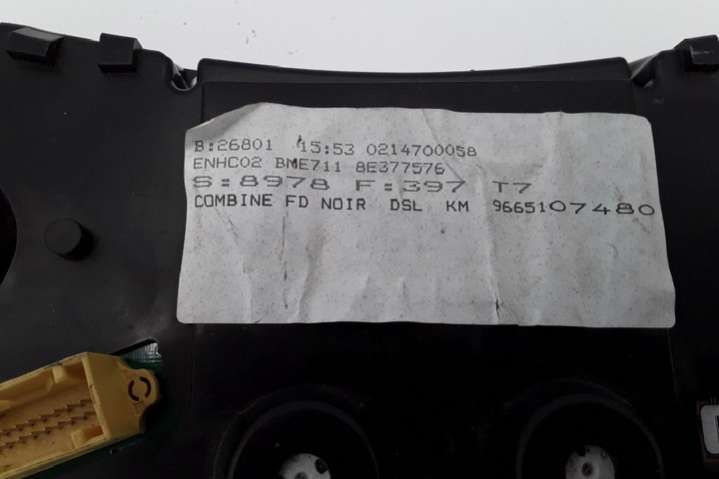 B:26801 15:53 0214700058
ENHC02 BME711 8E377576
S:8978 F:397 T7
COMBINE FD NOIR DSL KM 9665107480